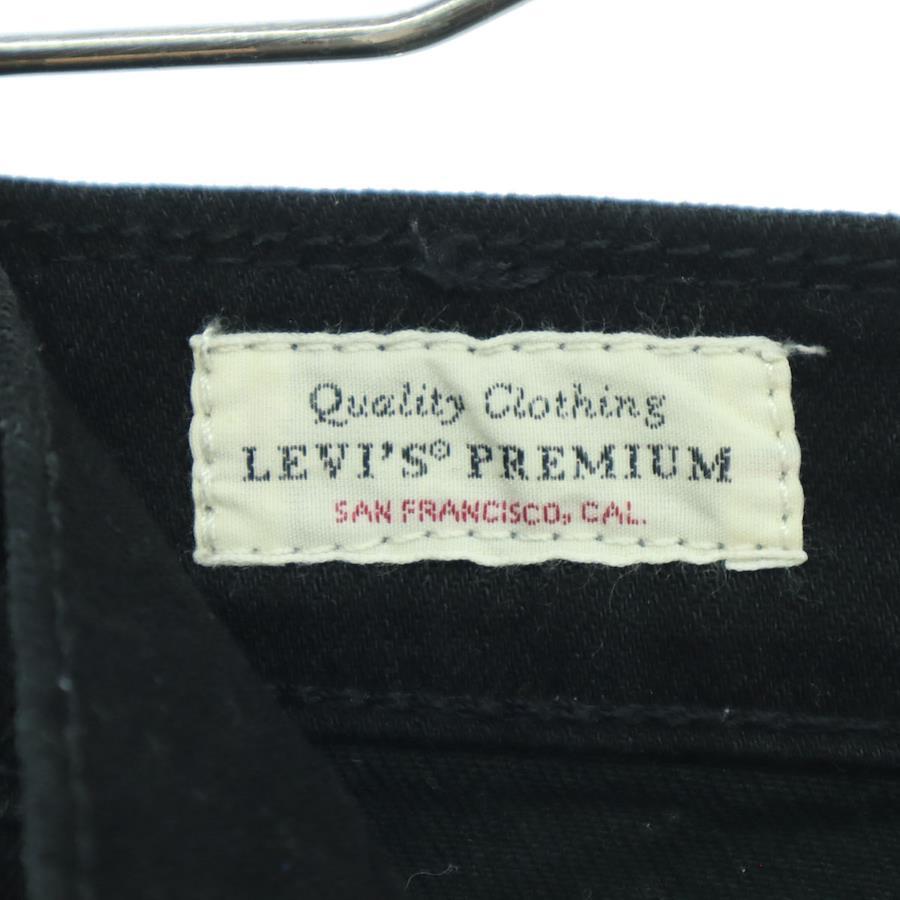 Quality Clothing
LEVI'S® PREMIUM
SAN FRANCISCO, CAL.